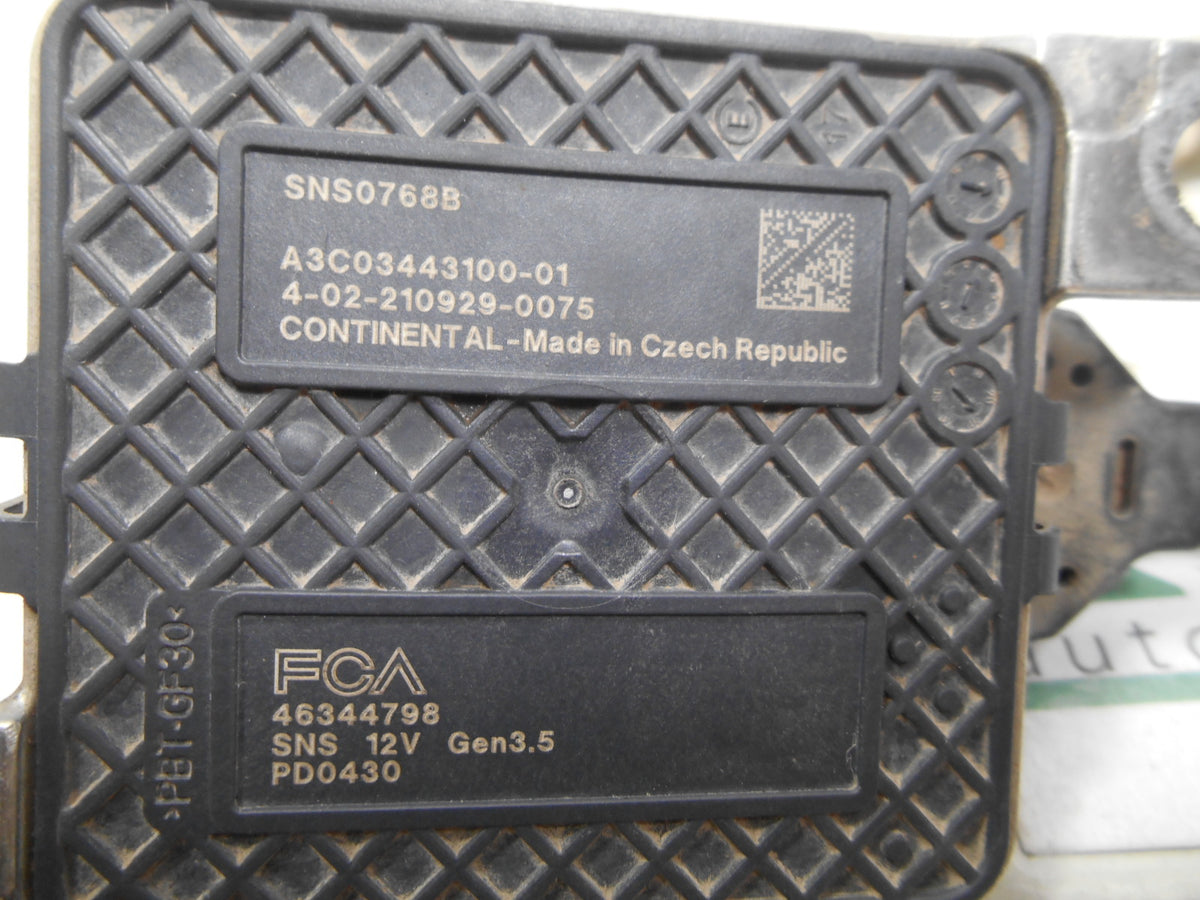 E
17
SNS0768B
A3C03443100-01
4-02-210929-0075
CONTINENTAL - Made in Czech Republic
>PBT-GF30<
FCA
46344798
SNS 12V Gen3.5
PD0430